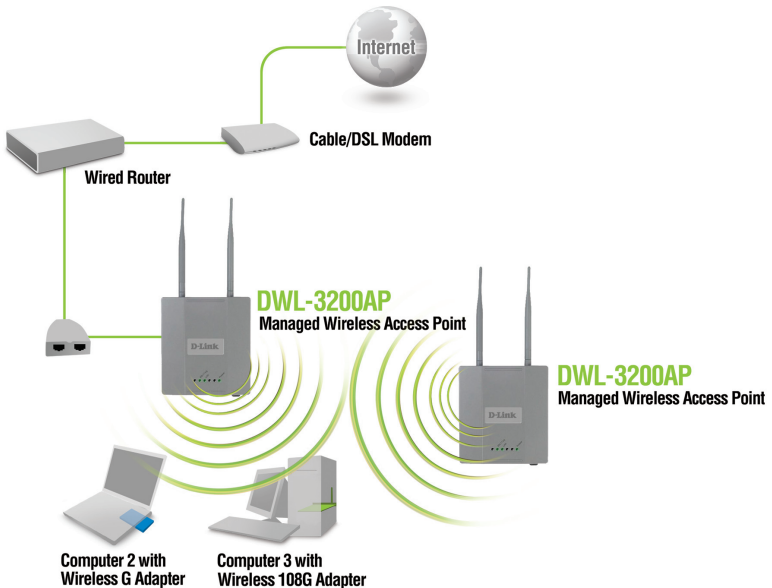 Internet
Cable/DSL Modem
Wired Router
DWL-3200AP
Managed Wireless Access Point
D-Link
DWL-3200AP
Managed Wireless Access Point
D-Link
Computer 2 with
Wireless G Adapter
Computer 3 with
Wireless 108G Adapter